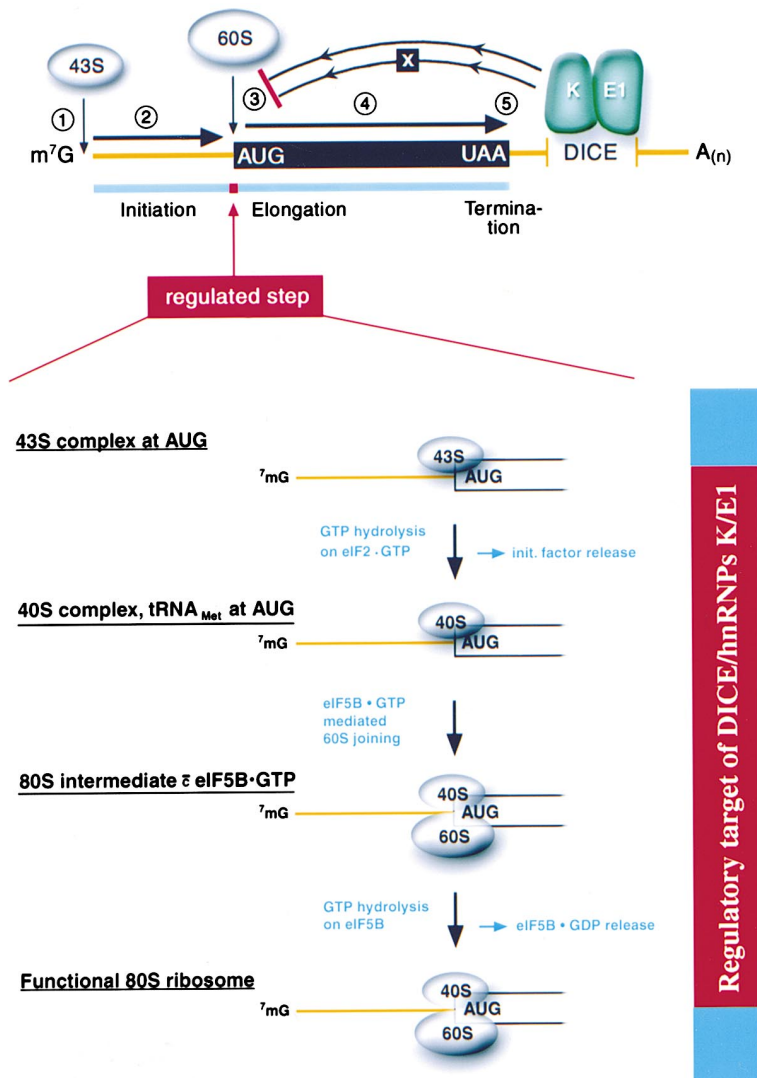 60S
43S
K E1
X
① ② ③ ④ ⑤
m⁷G AUG UAA DICE A(n)
Initiation Elongation Termina-
tion
regulated step
43S complex at AUG
43S
⁷mG AUG
GTP hydrolysis
on eIF2 · GTP
init. factor release
40S complex, tRNA Met at AUG
40S
⁷mG AUG
eIF5B • GTP
mediated
60S joining
80S intermediate c̄ eIF5B•GTP
40S
⁷mG AUG
60S
GTP hydrolysis
on eIF5B
eIF5B • GDP release
Functional 80S ribosome
40S
⁷mG AUG
60S
Regulatory target of DICE/hnRNPs K/E1